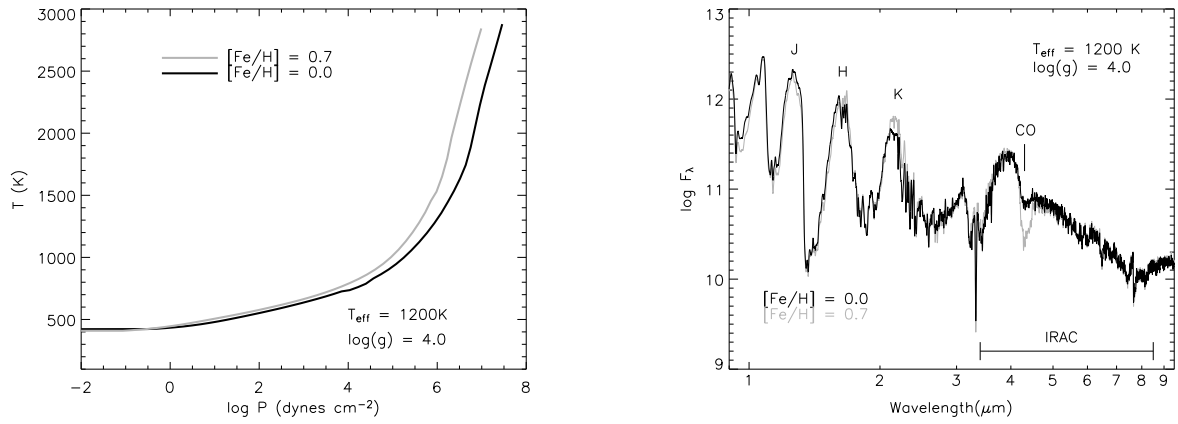 3000
2500
2000
1500
1000
500
T (K)
[Fe/H] = 0.7
[Fe/H] = 0.0
Teff = 1200K
log(g) = 4.0
−2 0 2 4 6 8
log P (dynes cm−2)
13
12
11
10
9
log Fλ
J
H
K
CO
Teff = 1200 K
log(g) = 4.0
[Fe/H] = 0.0
[Fe/H] = 0.7
IRAC
1 2 3 4 5 6 7 8 9
Wavelength(μm)